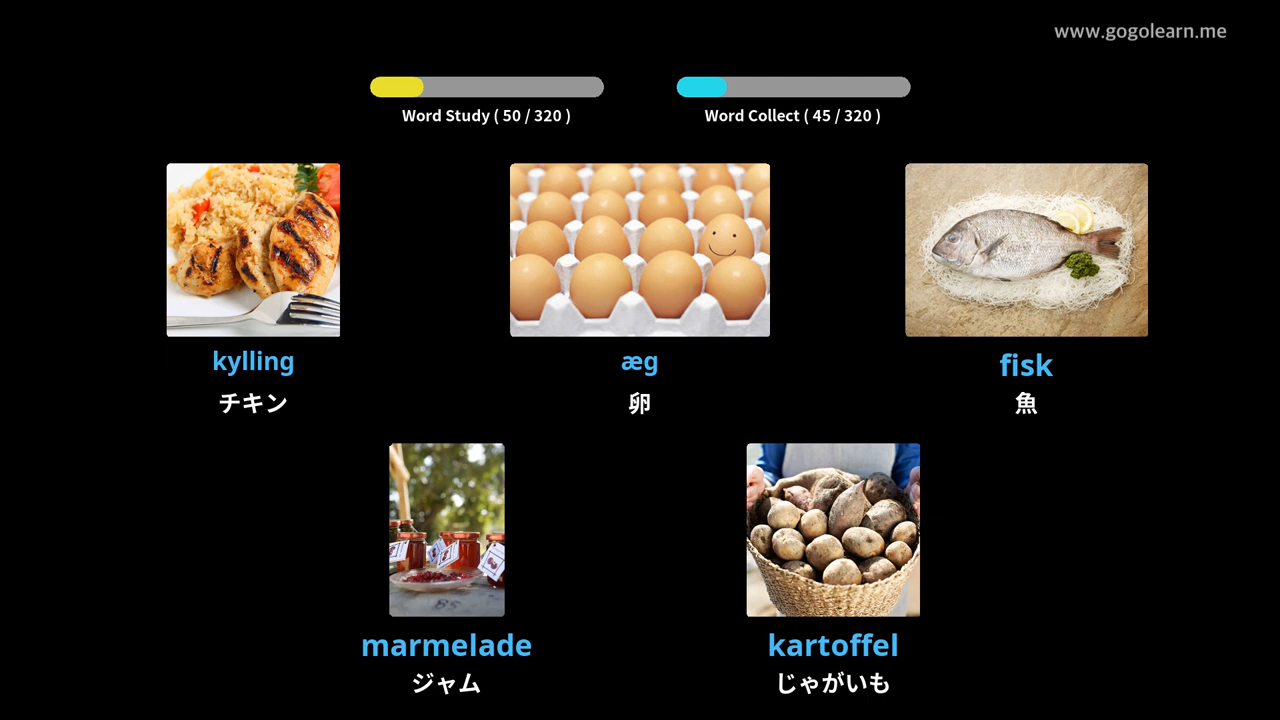 www.gogolearn.me
Word Study ( 50 / 320 )
Word Collect ( 45 / 320 )
kylling
æg
fisk
チキン
卵
魚
marmelade
kartoffel
ジャム
じゃがいも